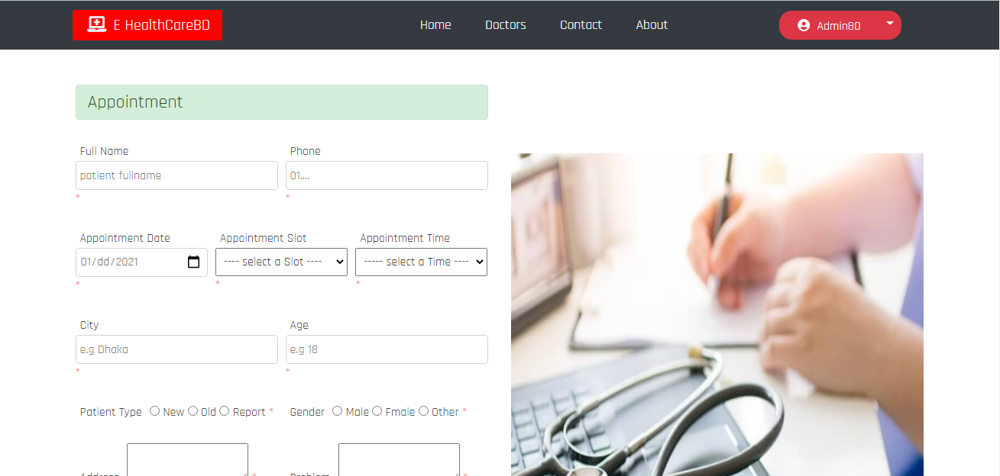 E HealthCareBD
Home Doctors Contact About
Admin80
Appointment
Full Name Phone
patient fullname 01....
* *
Appointment Date Appointment Slot Appointment Time
01/dd/2021 ---- select a Slot ---- ----- select a Time ----
* * *
City Age
e.g Dhaka e.g 18
* *
Patient Type New Old Report * Gender Male Fmale Other *
Address * Problem *